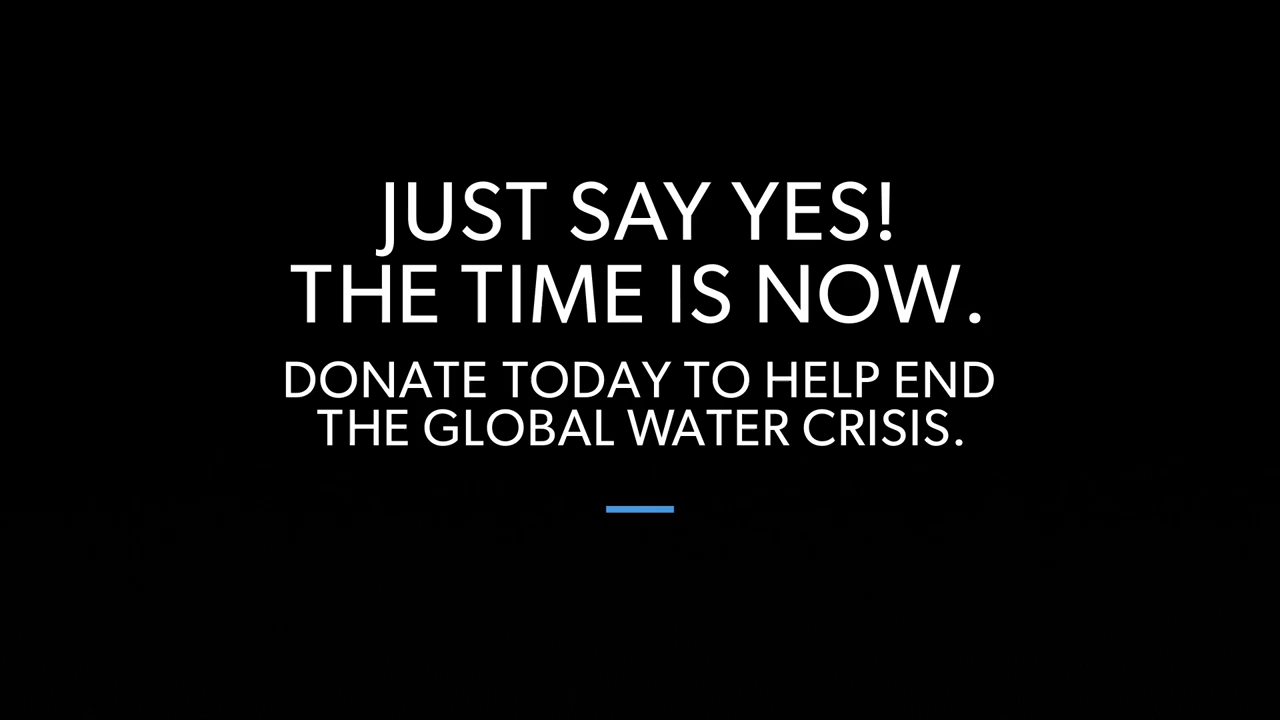 JUST SAY YES!
THE TIME IS NOW.
DONATE TODAY TO HELP END
THE GLOBAL WATER CRISIS.